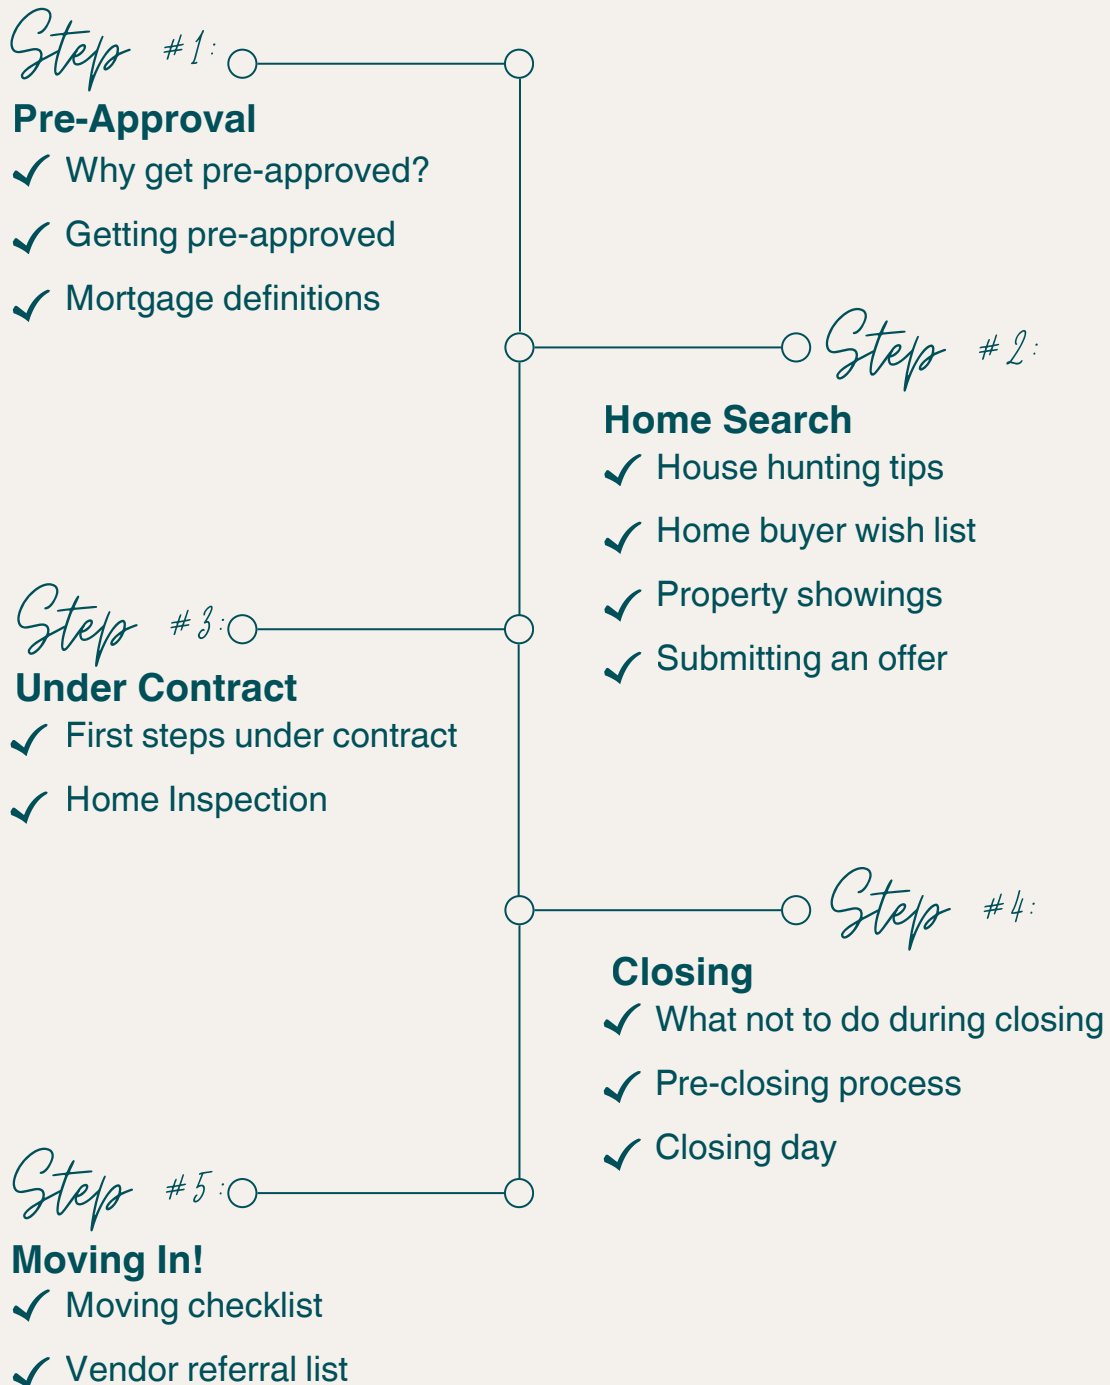 Step #1:
Pre-Approval
Why get pre-approved?
Getting pre-approved
Mortgage definitions
Step #2:
Home Search
House hunting tips
Home buyer wish list
Property showings
Submitting an offer
Step #3:
Under Contract
First steps under contract
Home Inspection
Step #4:
Closing
What not to do during closing
Pre-closing process
Closing day
Step #5:
Moving In!
Moving checklist
Vendor referral list